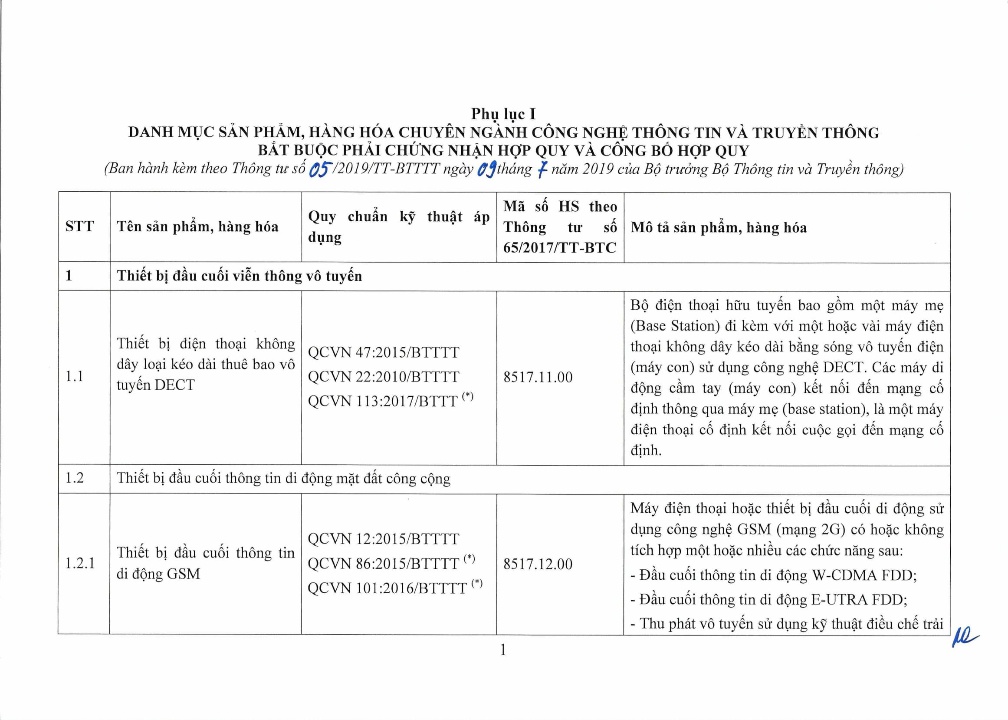 Phụ lục I
DANH MỤC SẢN PHẨM, HÀNG HÓA CHUYÊN NGÀNH CÔNG NGHỆ THÔNG TIN VÀ TRUYỀN THÔNG
BẮT BUỘC PHẢI CHỨNG NHẬN HỢP QUY VÀ CÔNG BỐ HỢP QUY
(Ban hành kèm theo Thông tư số 05/2019/TT-BTTTT ngày 09 tháng 7 năm 2019 của Bộ trưởng Bộ Thông tin và Truyền thông)
STT
Tên sản phẩm, hàng hóa
Quy chuẩn kỹ thuật áp
dụng
Mã số HS theo
Thông tư số
65/2017/TT-BTC
Mô tả sản phẩm, hàng hóa
1
Thiết bị đầu cuối viễn thông vô tuyến
1.1
Thiết bị điện thoại không
dây loại kéo dài thuê bao vô
tuyến DECT
QCVN 47:2015/BTTTT
QCVN 22:2010/BTTTT
QCVN 113:2017/BTTT (*)
8517.11.00
Bộ điện thoại hữu tuyến bao gồm một máy mẹ
(Base Station) đi kèm với một hoặc vài máy điện
thoại không dây kéo dài bằng sóng vô tuyến điện
(máy con) sử dụng công nghệ DECT. Các máy di
động cầm tay (máy con) kết nối đến mạng cố
định thông qua máy mẹ (base station), là một máy
điện thoại cố định kết nối cuộc gọi đến mạng cố
định.
1.2
Thiết bị đầu cuối thông tin di động mặt đất công cộng
1.2.1
Thiết bị đầu cuối thông tin
di động GSM
QCVN 12:2015/BTTTT
QCVN 86:2015/BTTTT (*)
QCVN 101:2016/BTTTT (*)
8517.12.00
Máy điện thoại hoặc thiết bị đầu cuối di động sử
dụng công nghệ GSM (mạng 2G) có hoặc không
tích hợp một hoặc nhiều các chức năng sau:
- Đầu cuối thông tin di động W-CDMA FDD;
- Đầu cuối thông tin di động E-UTRA FDD;
- Thu phát vô tuyến sử dụng kỹ thuật điều chế trải
1